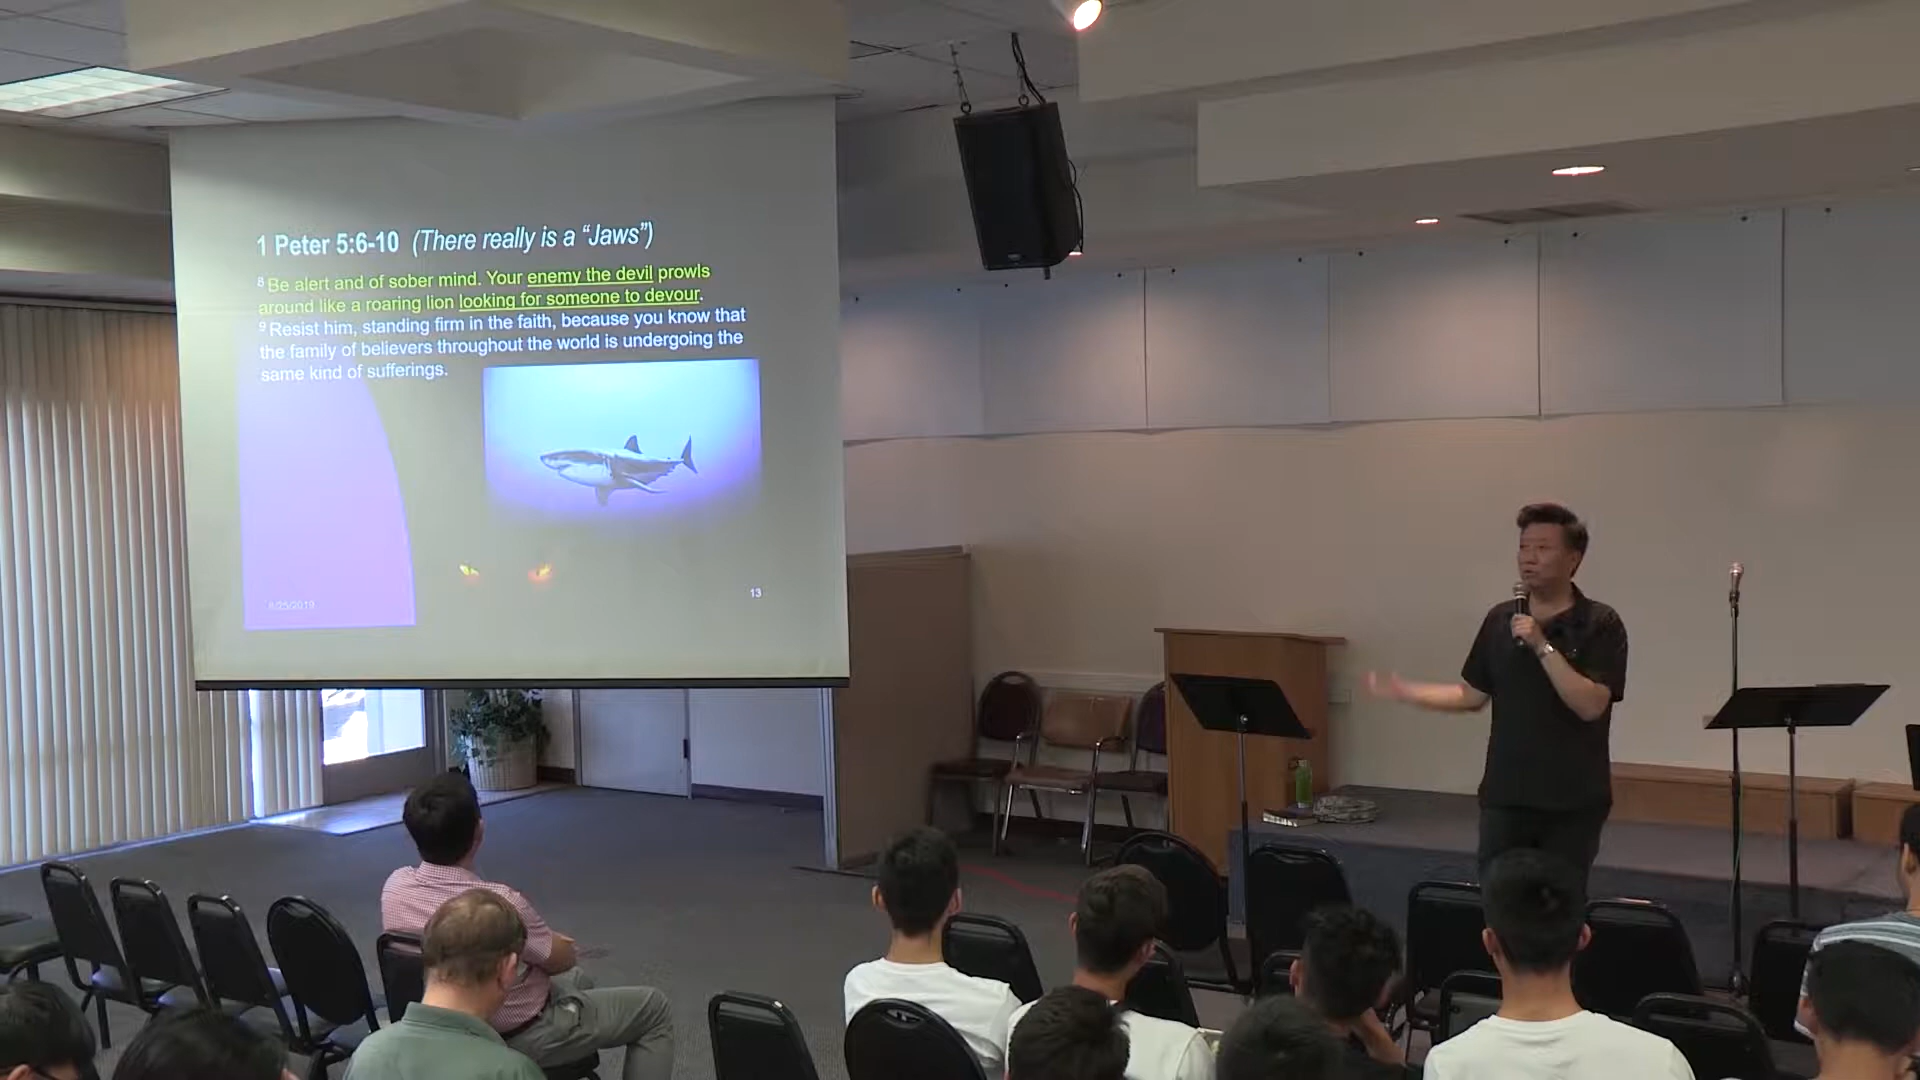 1 Peter 5:6-10 (There really is a “Jaws”)
8 Be alert and of sober mind. Your enemy the devil prowls
around like a roaring lion looking for someone to devour.
9 Resist him, standing firm in the faith, because you know that
the family of believers throughout the world is undergoing the
same kind of sufferings.
8/25/2019
13